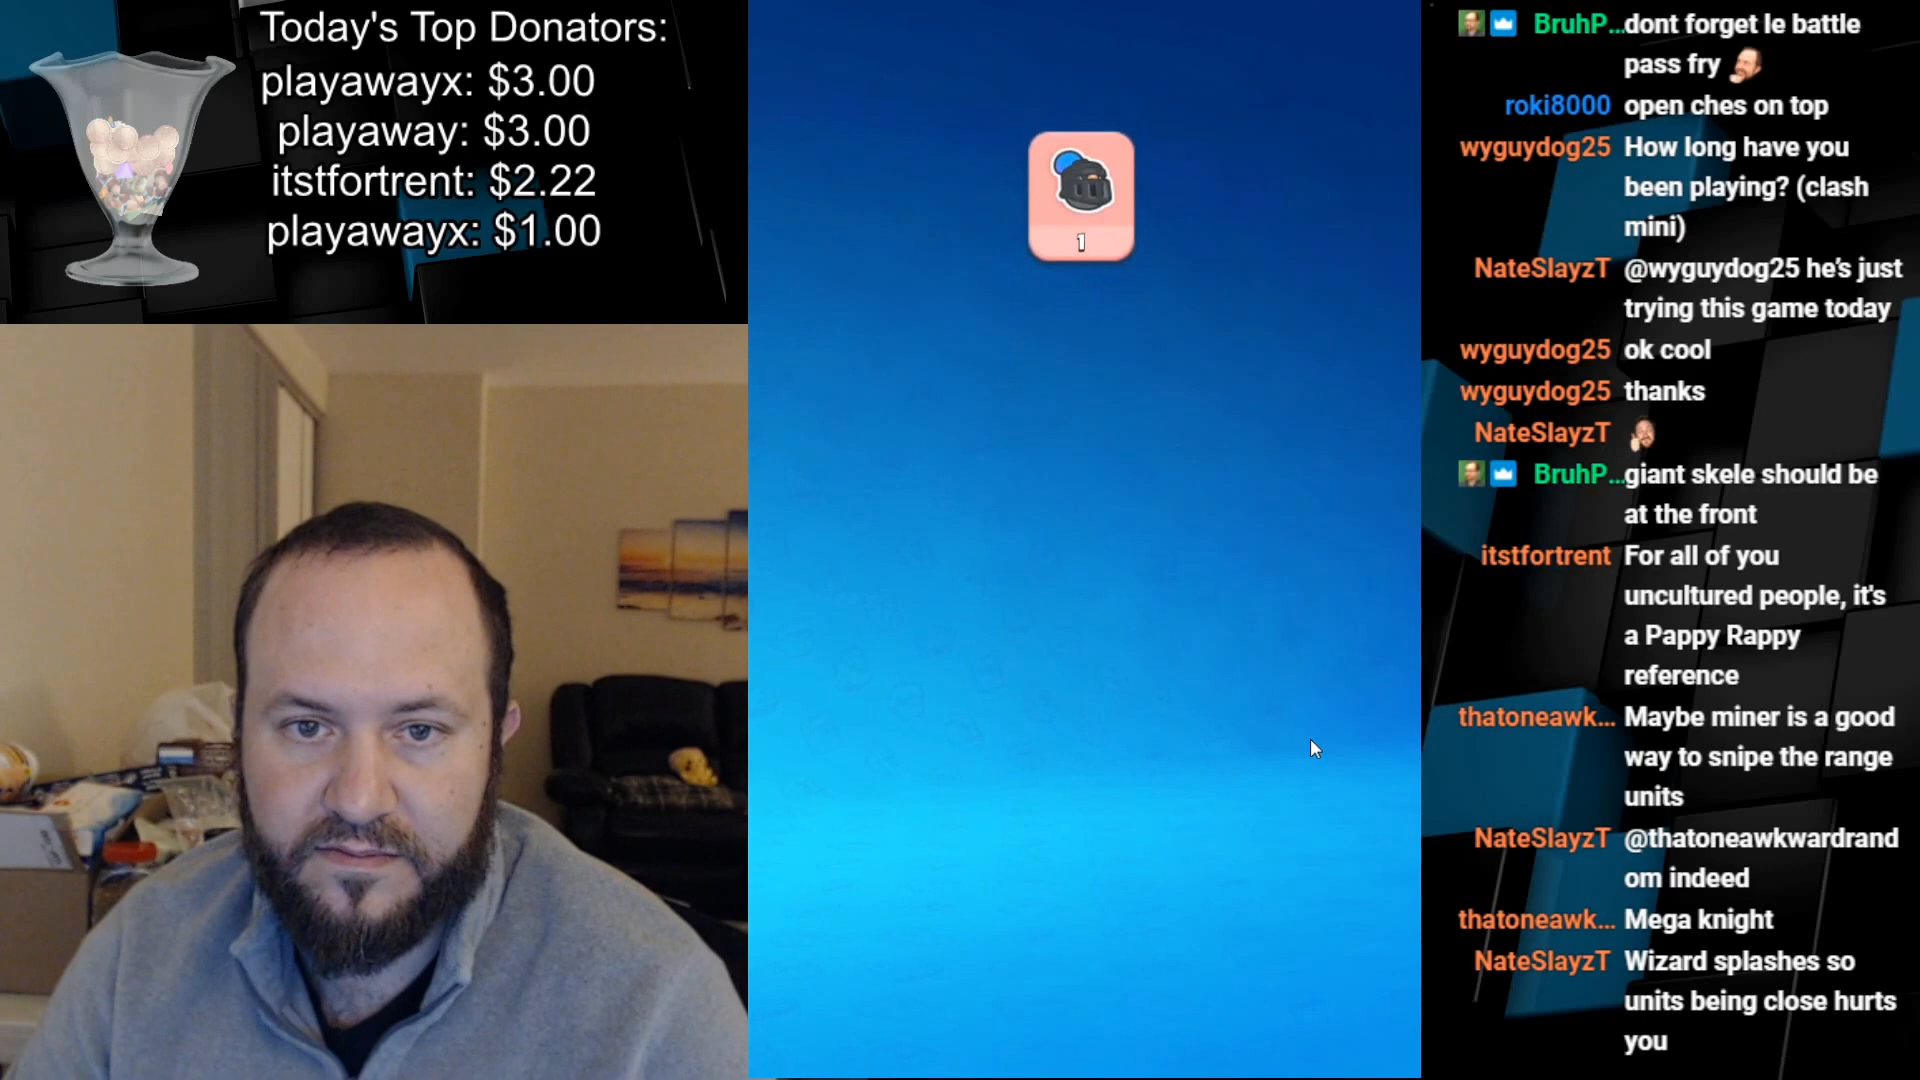 Today's Top Donators:
playawayx: $3.00
playaway: $3.00
itstfortrent: $2.22
playawayx: $1.00
1
BruhP... dont forget le battle
pass fry
roki8000 open ches on top
wyguydog25 How long have you
been playing? (clash
mini)
NateSlayzT @wyguydog25 he's just
trying this game today
wyguydog25 ok cool
wyguydog25 thanks
NateSlayzT
BruhP... giant skele should be
at the front
itstfortrent For all of you
uncultured people, it's
a Pappy Rappy
reference
thatoneawk... Maybe miner is a good
way to snipe the range
units
NateSlayzT @thatoneawkwardrand
om indeed
thatoneawk... Mega knight
NateSlayzT Wizard splashes so
units being close hurts
you